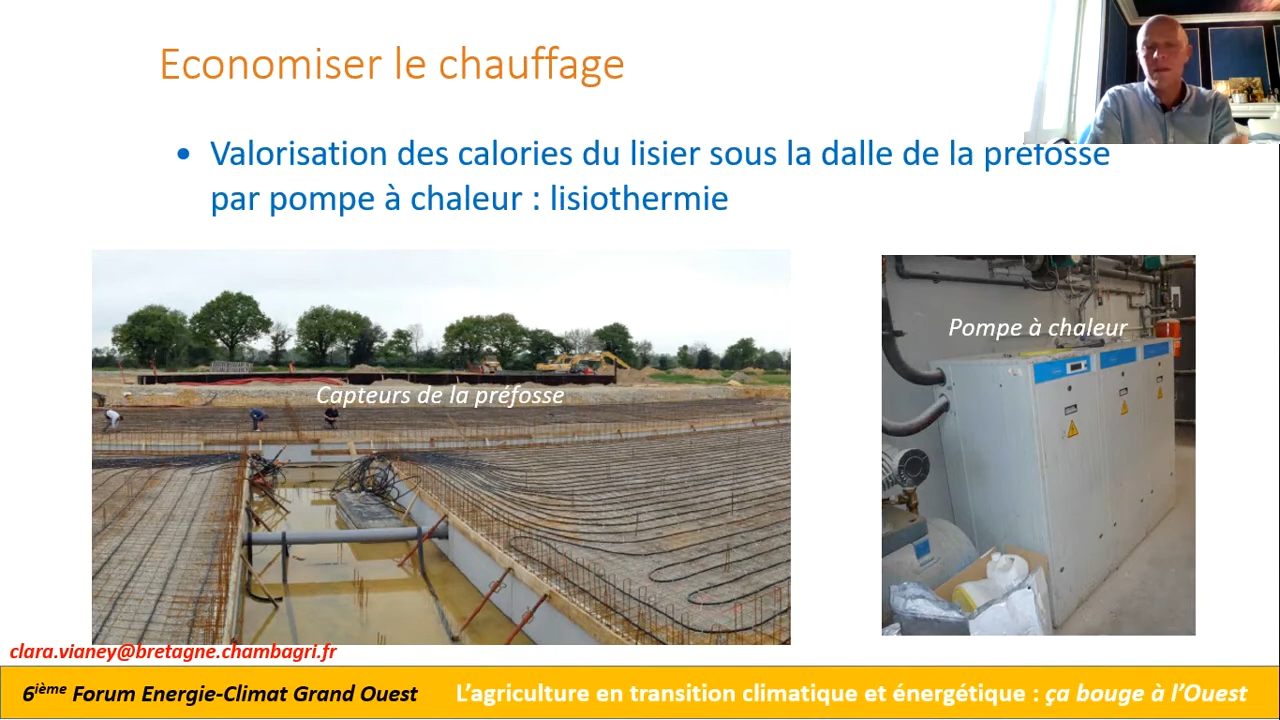 Economiser le chauffage
• Valorisation des calories du lisier sous la dalle de la préfosse
par pompe à chaleur : lisiothermie
Capteurs de la préfosse
Pompe à chaleur
clara.vianey@bretagne.chambagri.fr
6ième Forum Energie-Climat Grand Ouest
L’agriculture en transition climatique et énergétique : ça bouge à l’Ouest